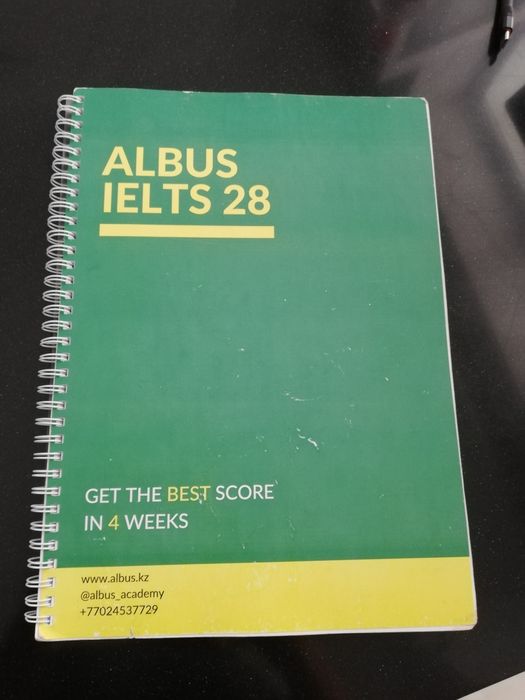 ALBUS
IELTS 28
GET THE BEST SCORE
IN 4 WEEKS
www.albus.kz
@albus_academy
+77024537729